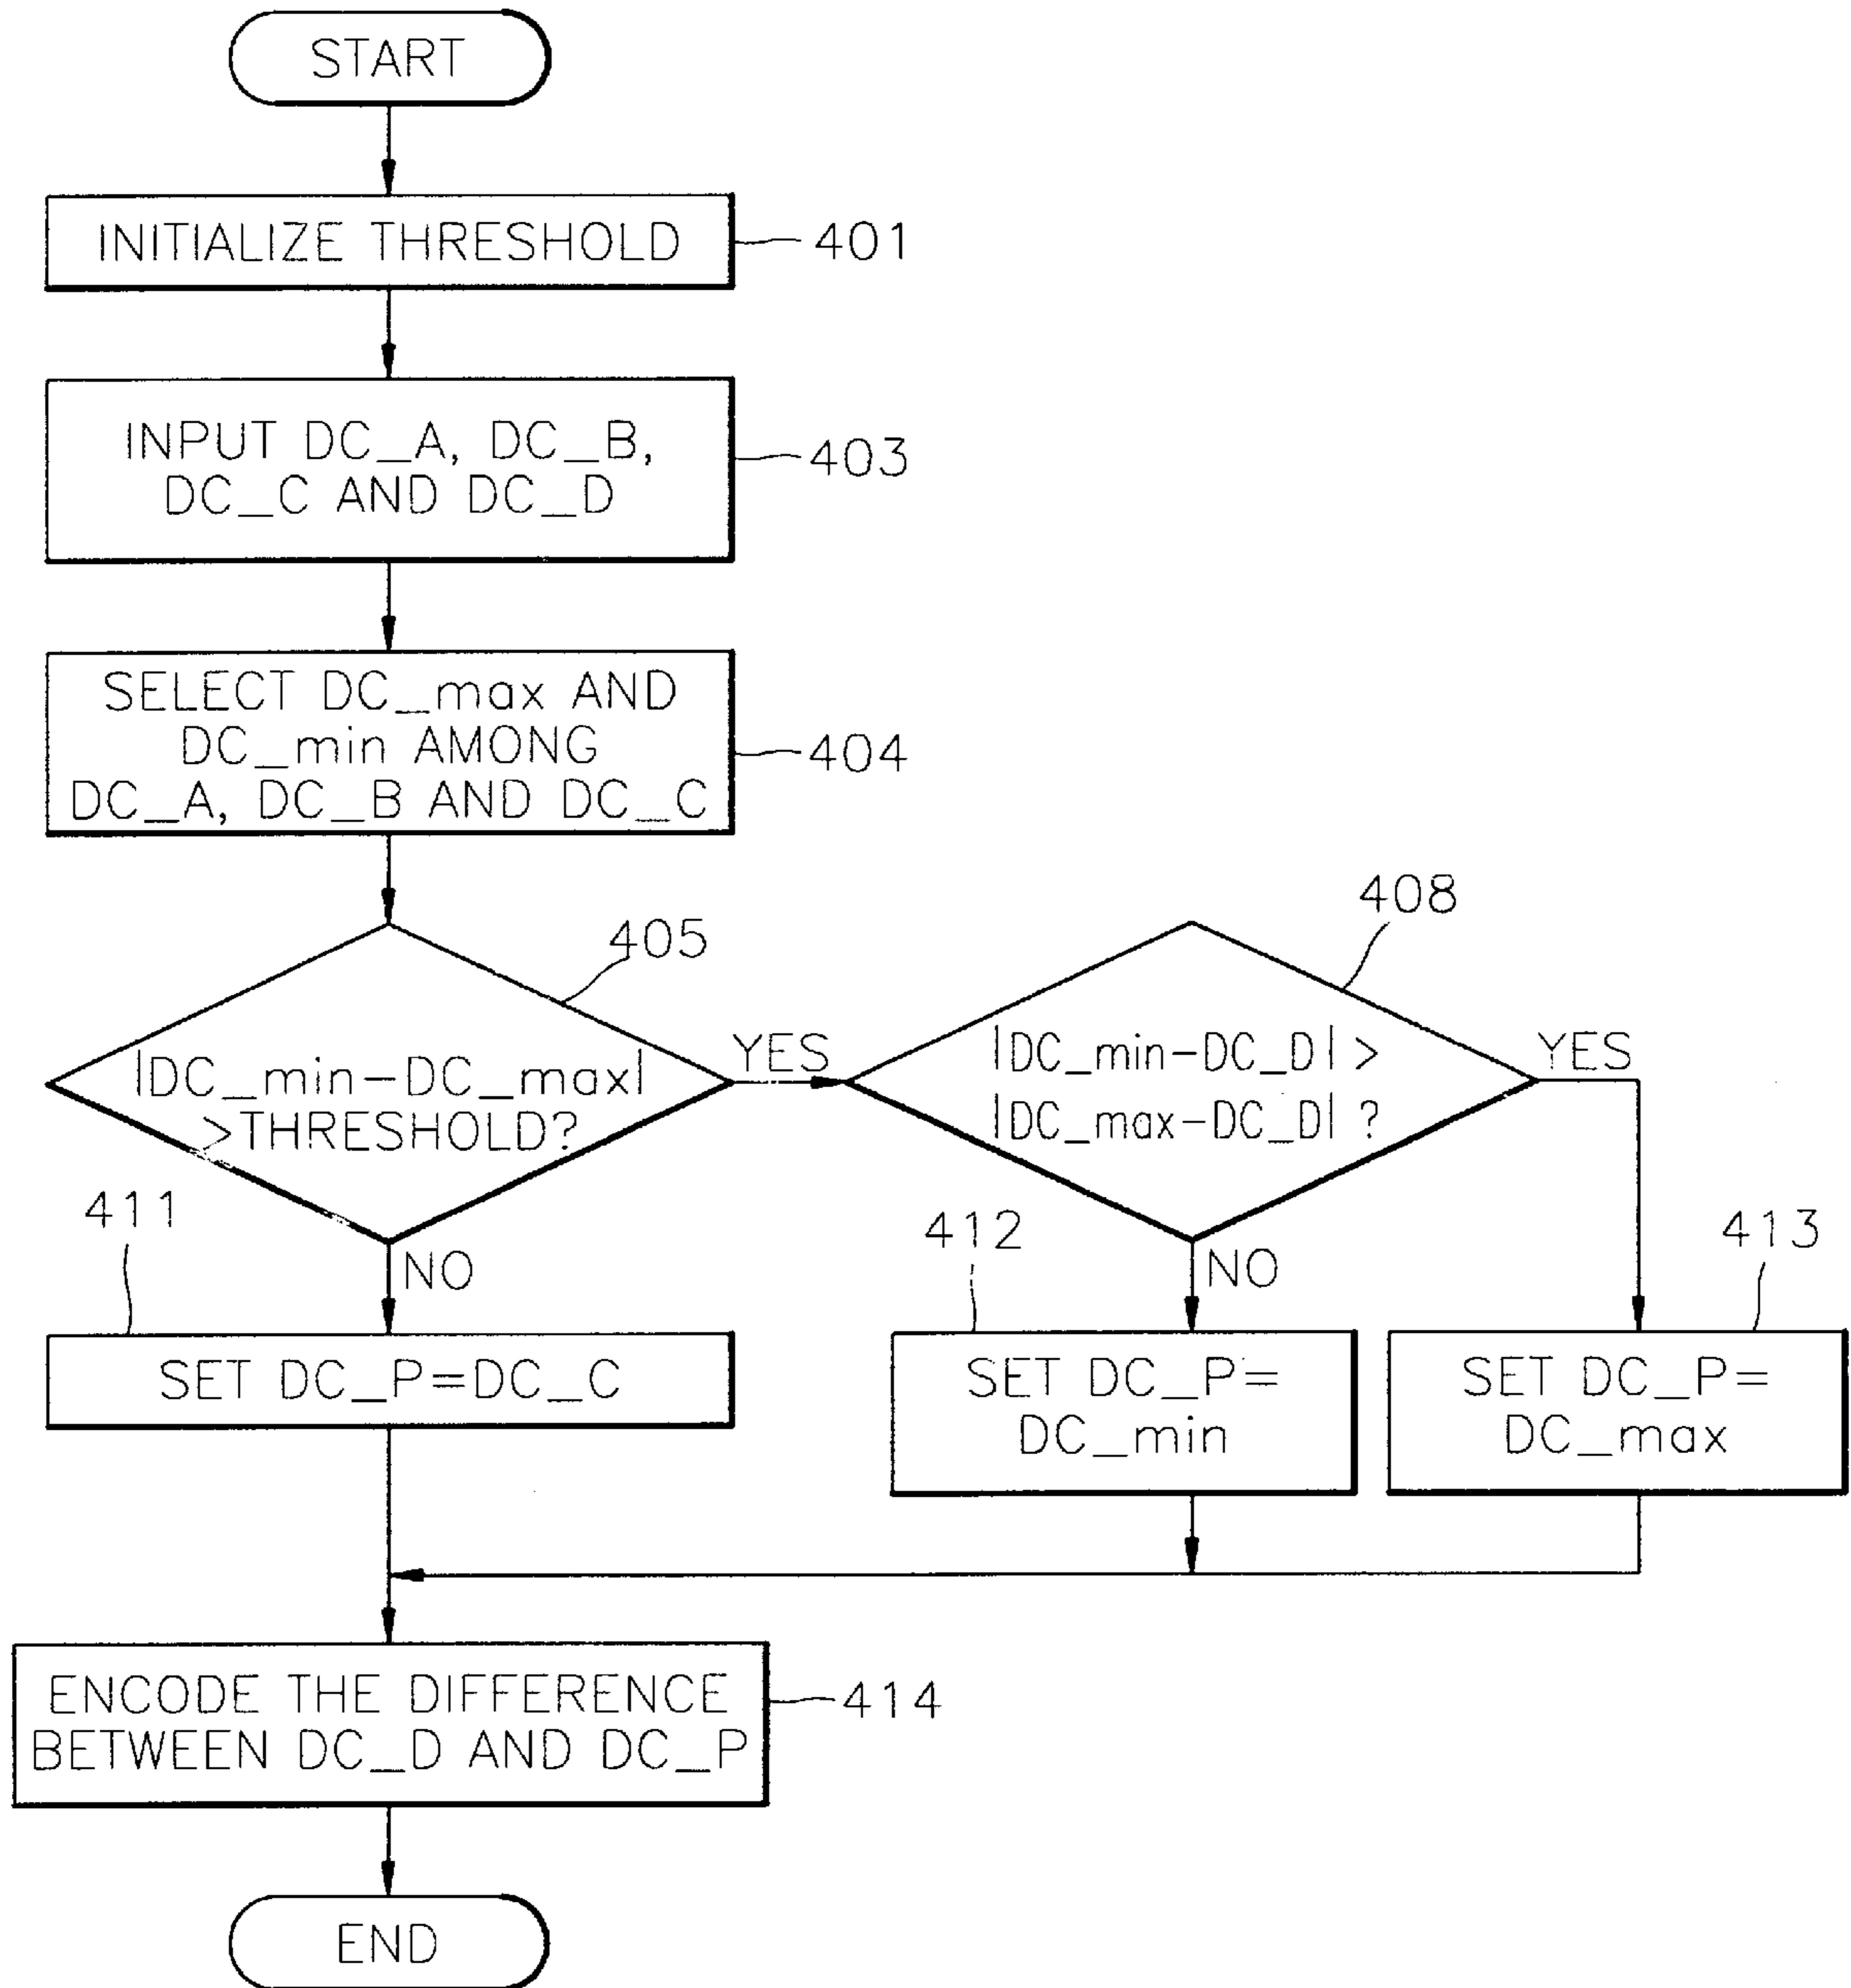 START
INITIALIZE THRESHOLD
401
INPUT DC_A, DC_B,
DC_C AND DC_D
403
SELECT DC_max AND
DC_min AMONG
DC_A, DC_B AND DC_C
404
405
|DC_min-DC_max|
>THRESHOLD?
YES
NO
408
|DC_min-DC_D| >
|DC_max-DC_D| ?
YES
NO
411
SET DC_P=DC_C
412
SET DC_P=
DC_min
413
SET DC_P=
DC_max
ENCODE THE DIFFERENCE
BETWEEN DC_D AND DC_P
414
END